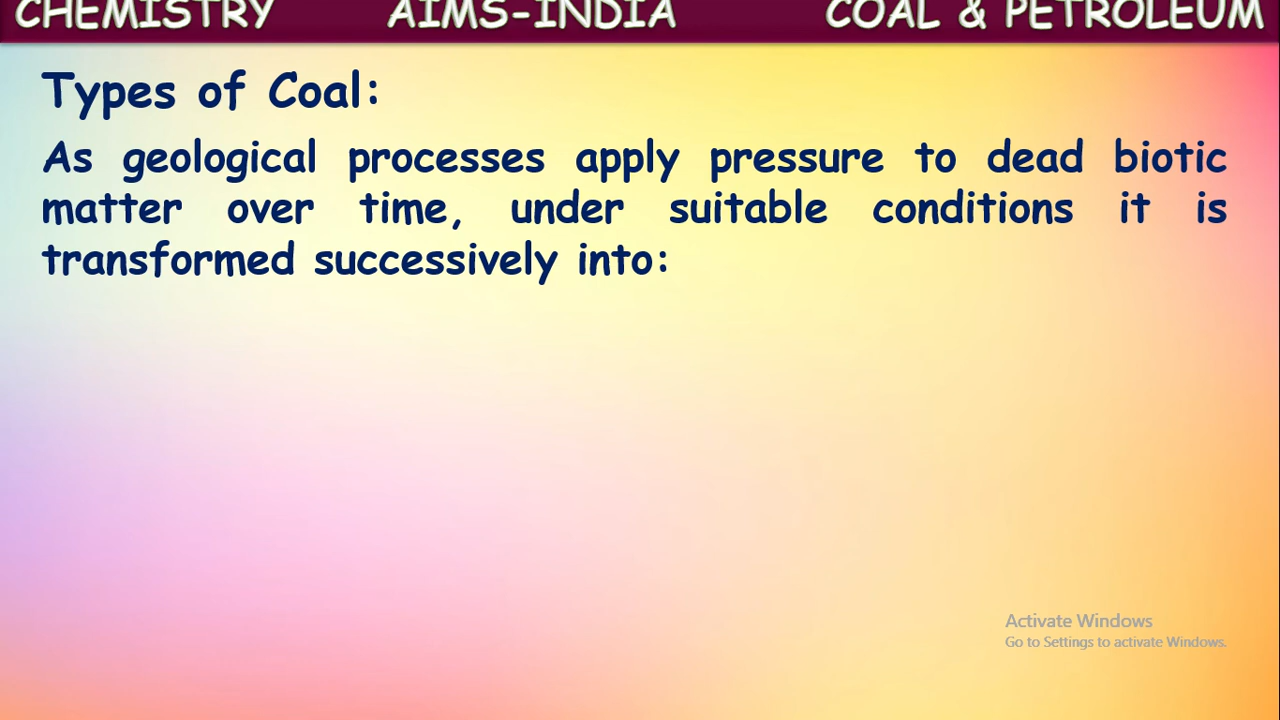 CHEMISTRY AIMS-INDIA COAL & PETROLEUM
Types of Coal:
As geological processes apply pressure to dead biotic
matter over time, under suitable conditions it is
transformed successively into:
Activate Windows
Go to Settings to activate Windows.